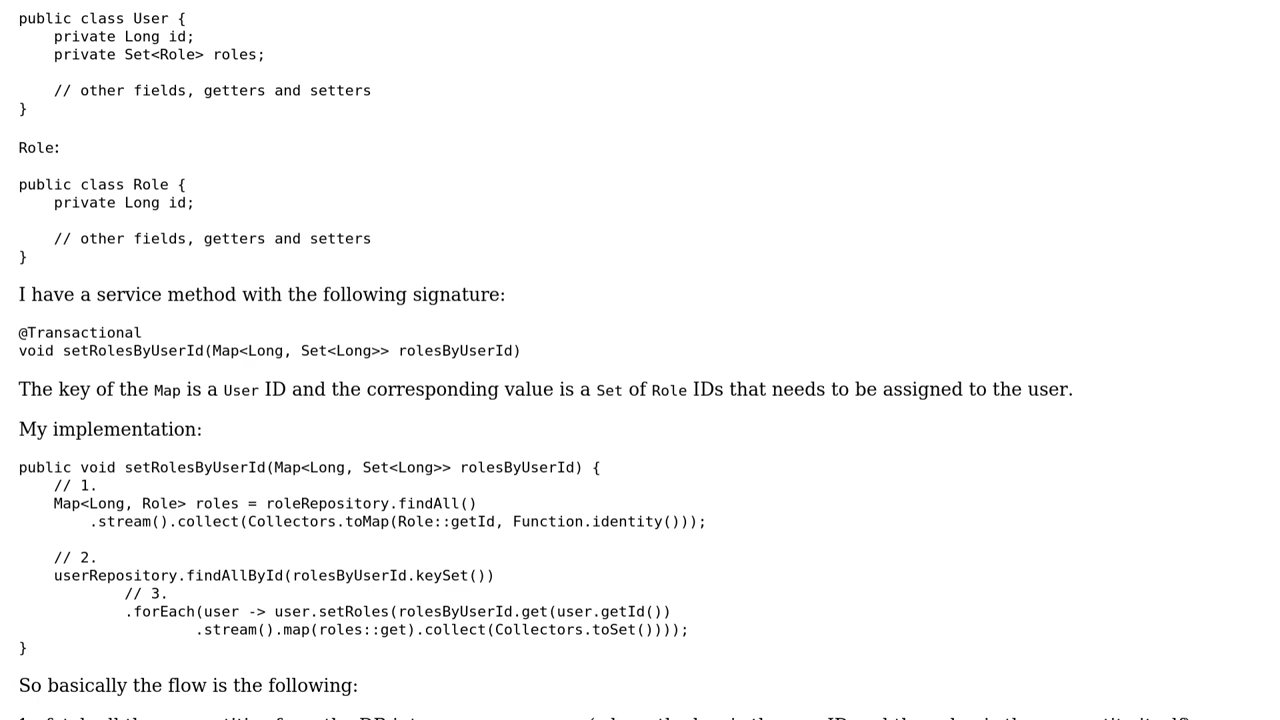 public class User {
    private Long id;
    private Set<Role> roles;

    // other fields, getters and setters
}

Role:

public class Role {
    private Long id;

    // other fields, getters and setters
}

I have a service method with the following signature:

@Transactional
void setRolesByUserId(Map<Long, Set<Long>> rolesByUserId)

The key of the Map is a User ID and the corresponding value is a Set of Role IDs that needs to be assigned to the user.

My implementation:

public void setRolesByUserId(Map<Long, Set<Long>> rolesByUserId) {
    // 1.
    Map<Long, Role> roles = roleRepository.findAll()
        .stream().collect(Collectors.toMap(Role::getId, Function.identity()));

    // 2.
    userRepository.findAllById(rolesByUserId.keySet())
            // 3.
            .forEach(user -> user.setRoles(rolesByUserId.get(user.getId())
                    .stream().map(roles::get).collect(Collectors.toSet())));
}

So basically the flow is the following: